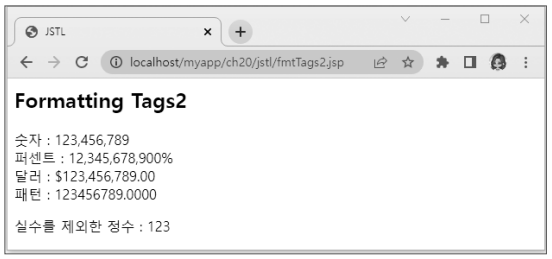 JSTL
localhost/myapp/ch20/jstl/fmtTags2.jsp
Formatting Tags2
숫자 : 123,456,789
퍼센트 : 12,345,678,900%
달러 : $123,456,789.00
패턴 : 123456789.0000
실수를 제외한 정수 : 123